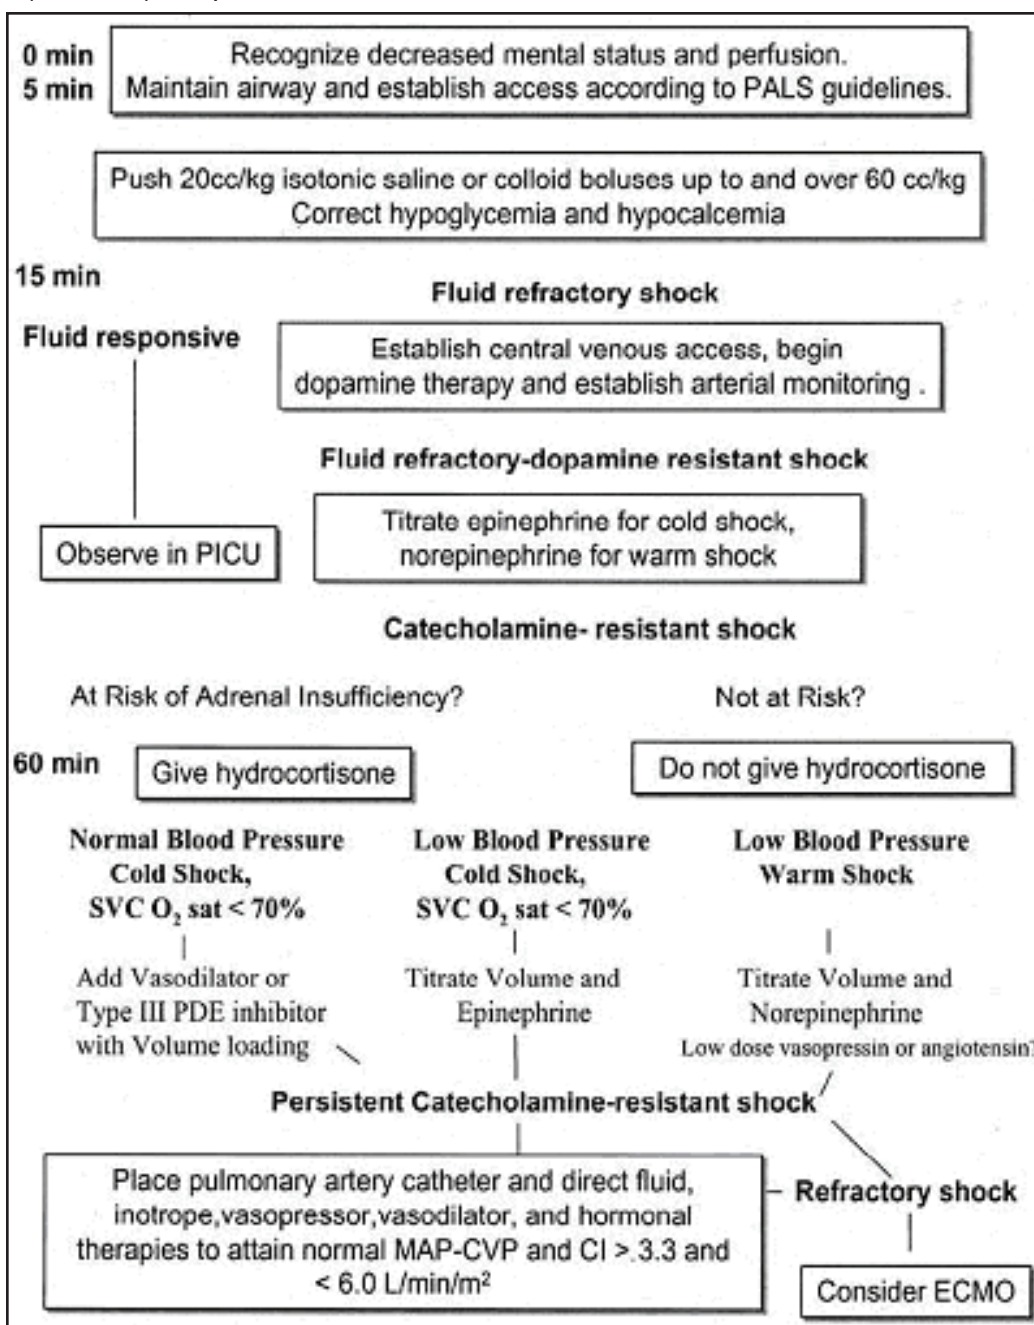 0 min
5 min
Recognize decreased mental status and perfusion.
Maintain airway and establish access according to PALS guidelines.
Push 20cc/kg isotonic saline or colloid boluses up to and over 60 cc/kg
Correct hypoglycemia and hypocalcemia
15 min
Fluid refractory shock
Fluid responsive
Establish central venous access, begin
dopamine therapy and establish arterial monitoring .
Fluid refractory-dopamine resistant shock
Observe in PICU
Titrate epinephrine for cold shock,
norepinephrine for warm shock
Catecholamine- resistant shock
At Risk of Adrenal Insufficiency?
Not at Risk?
60 min
Give hydrocortisone
Do not give hydrocortisone
Normal Blood Pressure
Cold Shock,
SVC O₂ sat < 70%
Low Blood Pressure
Cold Shock,
SVC O₂ sat < 70%
Low Blood Pressure
Warm Shock
Add Vasodilator or
Type III PDE inhibitor
with Volume loading
Titrate Volume and
Epinephrine
Titrate Volume and
Norepinephrine
Low dose vasopressin or angiotensin?
Persistent Catecholamine-resistant shock
Place pulmonary artery catheter and direct fluid,
inotrope,vasopressor,vasodilator, and hormonal
therapies to attain normal MAP-CVP and CI >.3.3 and
< 6.0 L/min/m²
Refractory shock
Consider ECMO